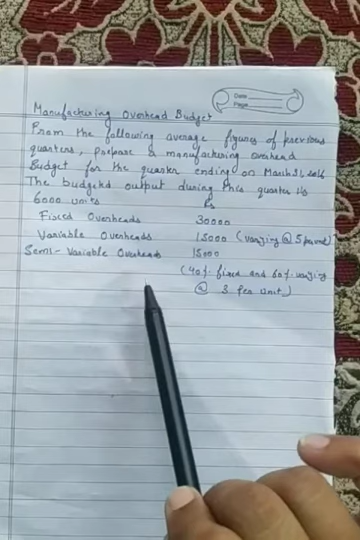 Date
Page
Manufacturing Overhead Budget
From the following average figures of previous
quarters, prepare a manufacturing overhead
Budget for the quarter ending on March 31,
The budgeted output during this quarter is
6000 units Rs
Fixed Overheads 30000
Variable Overheads 15000 (varying @ 5 per unit)
Semi-Variable Overheads 15000
(40% fixed and 60% varying
@ 3 per unit)